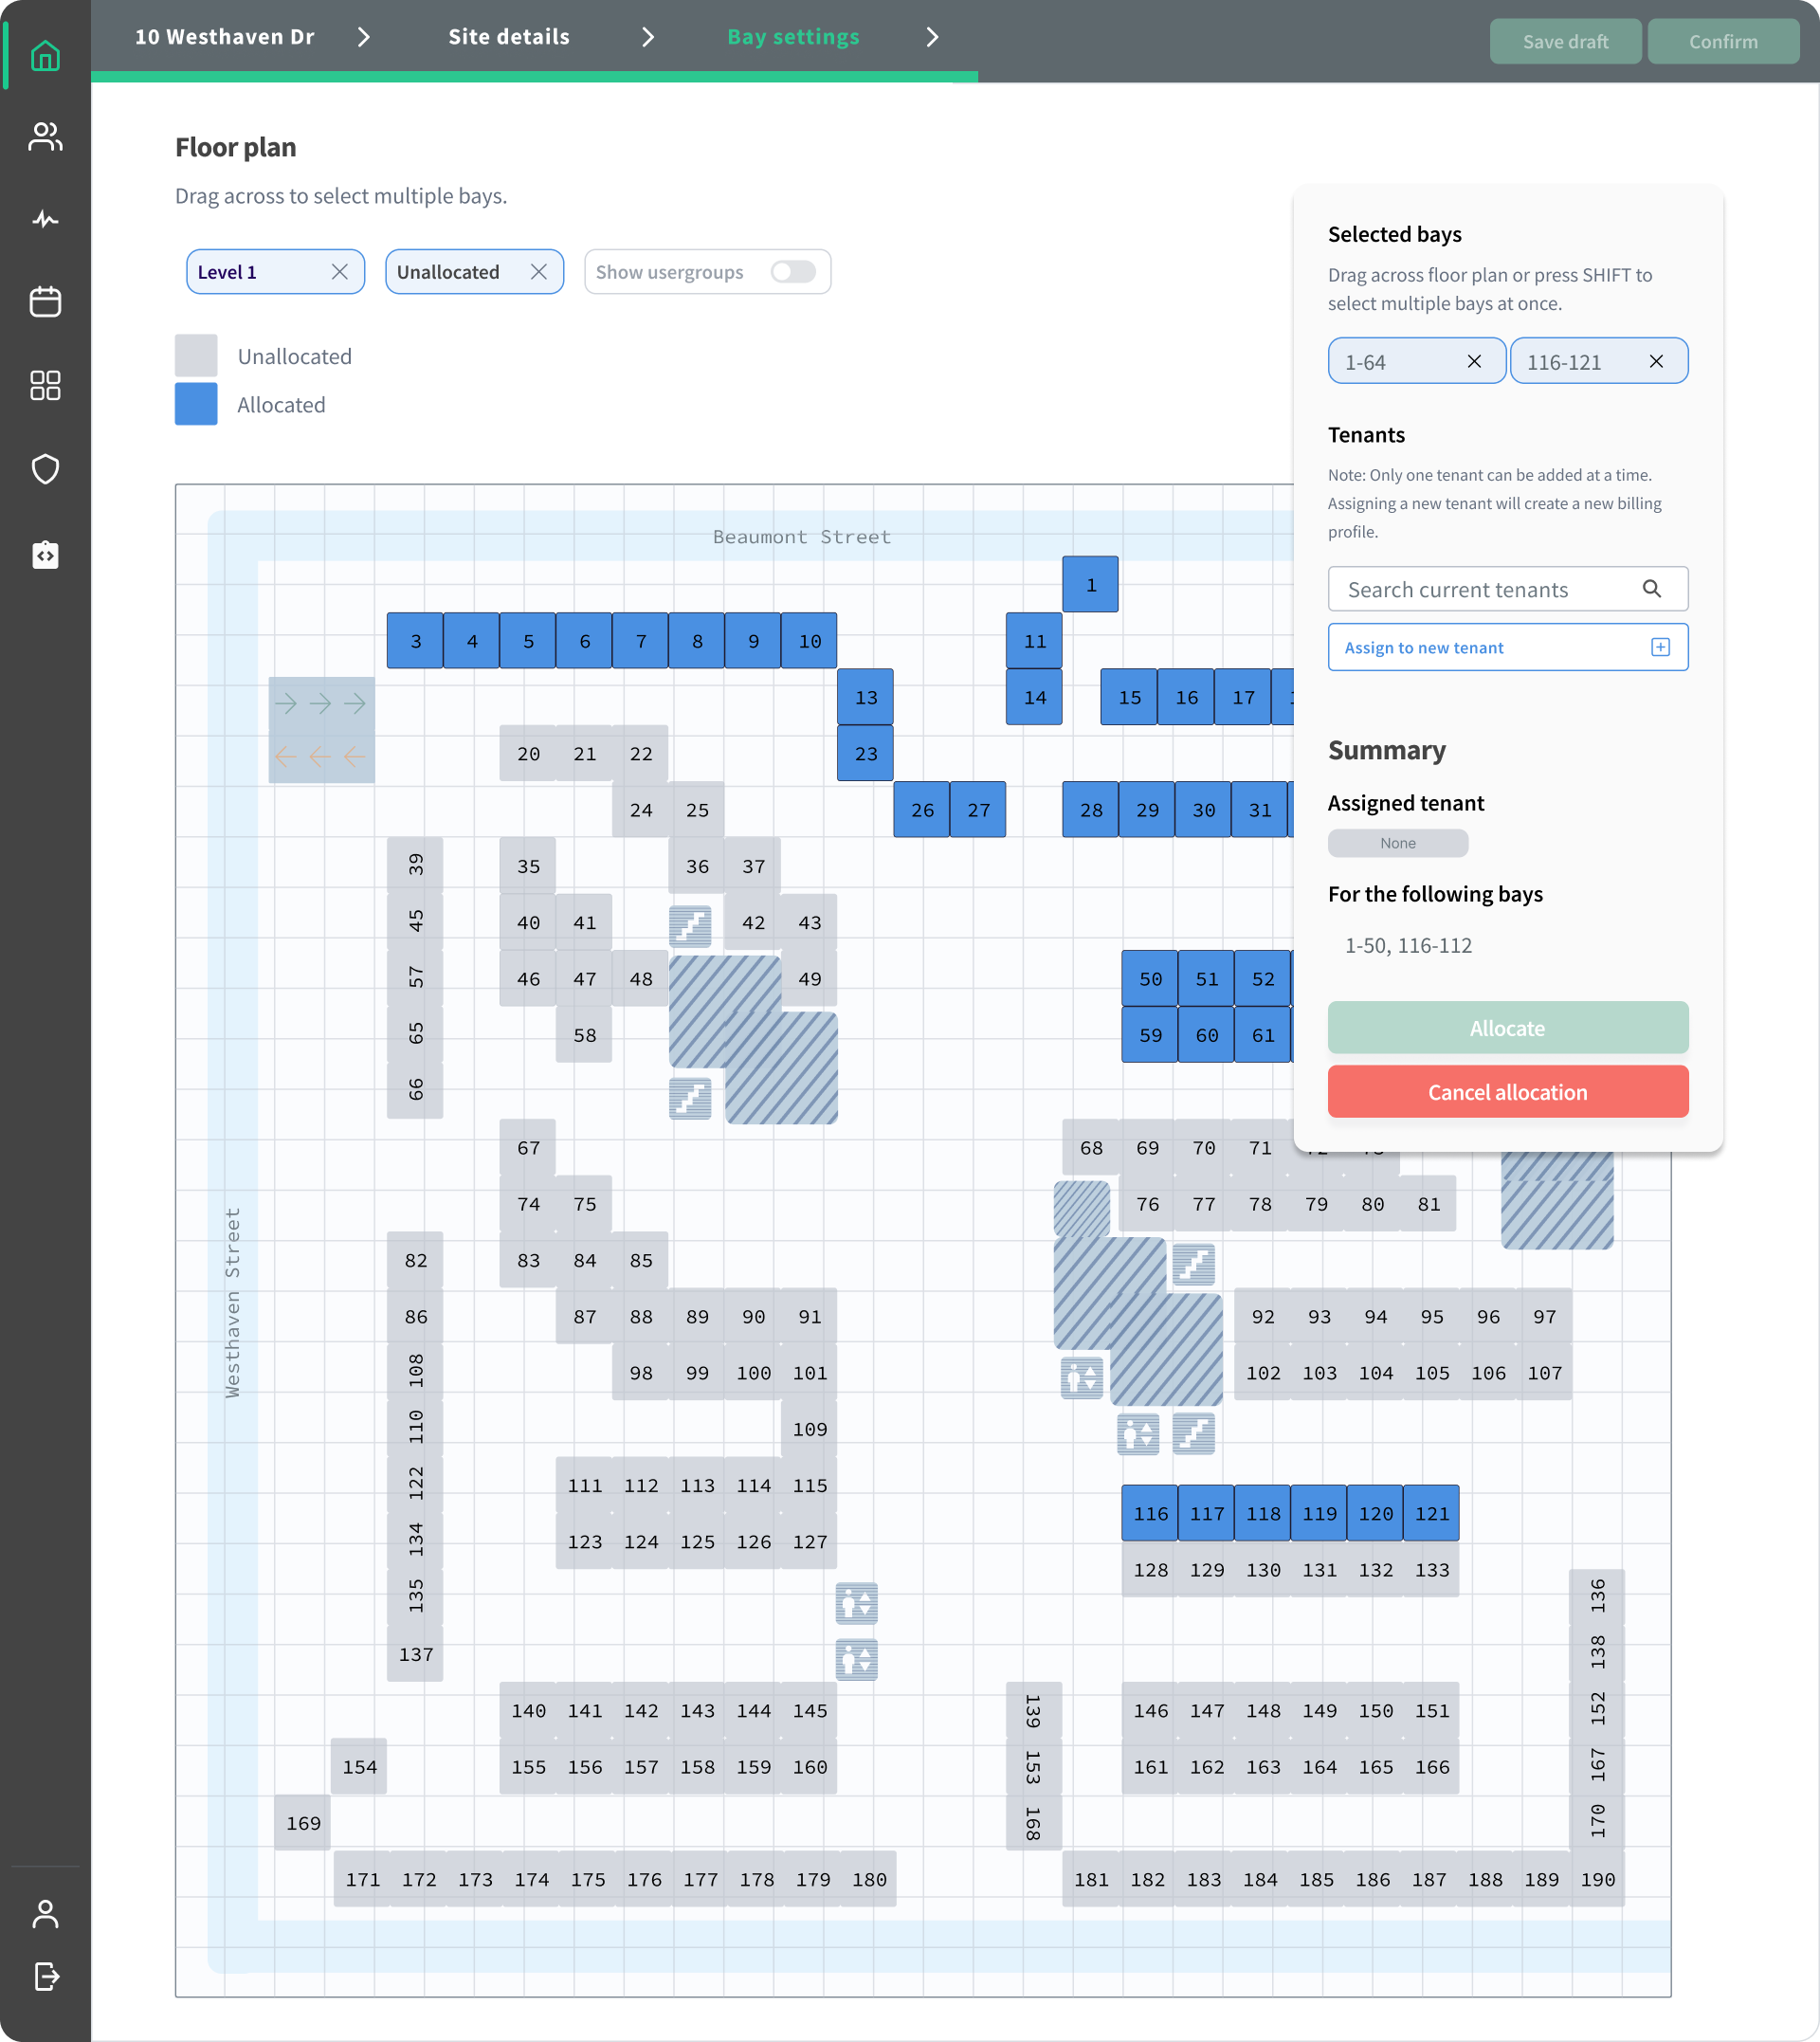 10 Westhaven Dr
Site details
Bay settings
Save draft
Confirm
Floor plan
Drag across to select multiple bays.
Level 1
Unallocated
Show usergroups
Unallocated
Allocated
Selected bays
Drag across floor plan or press SHIFT to
select multiple bays at once.
1-64
116-121
Tenants
Note: Only one tenant can be added at a time.
Assigning a new tenant will create a new billing
profile.
Search current tenants
Assign to new tenant
Summary
Assigned tenant
None
For the following bays
1-50, 116-112
Allocate
Cancel allocation
Beaumont Street
Westhaven Street
1
3 4 5 6 7 8 9 10 11
13 14 15 16 17
20 21 22 23
24 25 26 27 28 29 30 31
39 35 36 37
45 40 41 42 43
57 46 47 48 49 50 51 52
65 58 59 60 61
66
67 68 69 70 71
74 75 76 77 78 79 80 81
82 83 84 85
86 87 88 89 90 91 92 93 94 95 96 97
108 98 99 100 101 102 103 104 105 106 107
110 109
122 111 112 113 114 115 116 117 118 119 120 121
134 123 124 125 126 127 128 129 130 131 132 133
135 136
137 138
140 141 142 143 144 145 139 146 147 148 149 150 151 152
154 155 156 157 158 159 160 153 161 162 163 164 165 166 167
169 168 170
171 172 173 174 175 176 177 178 179 180 181 182 183 184 185 186 187 188 189 190